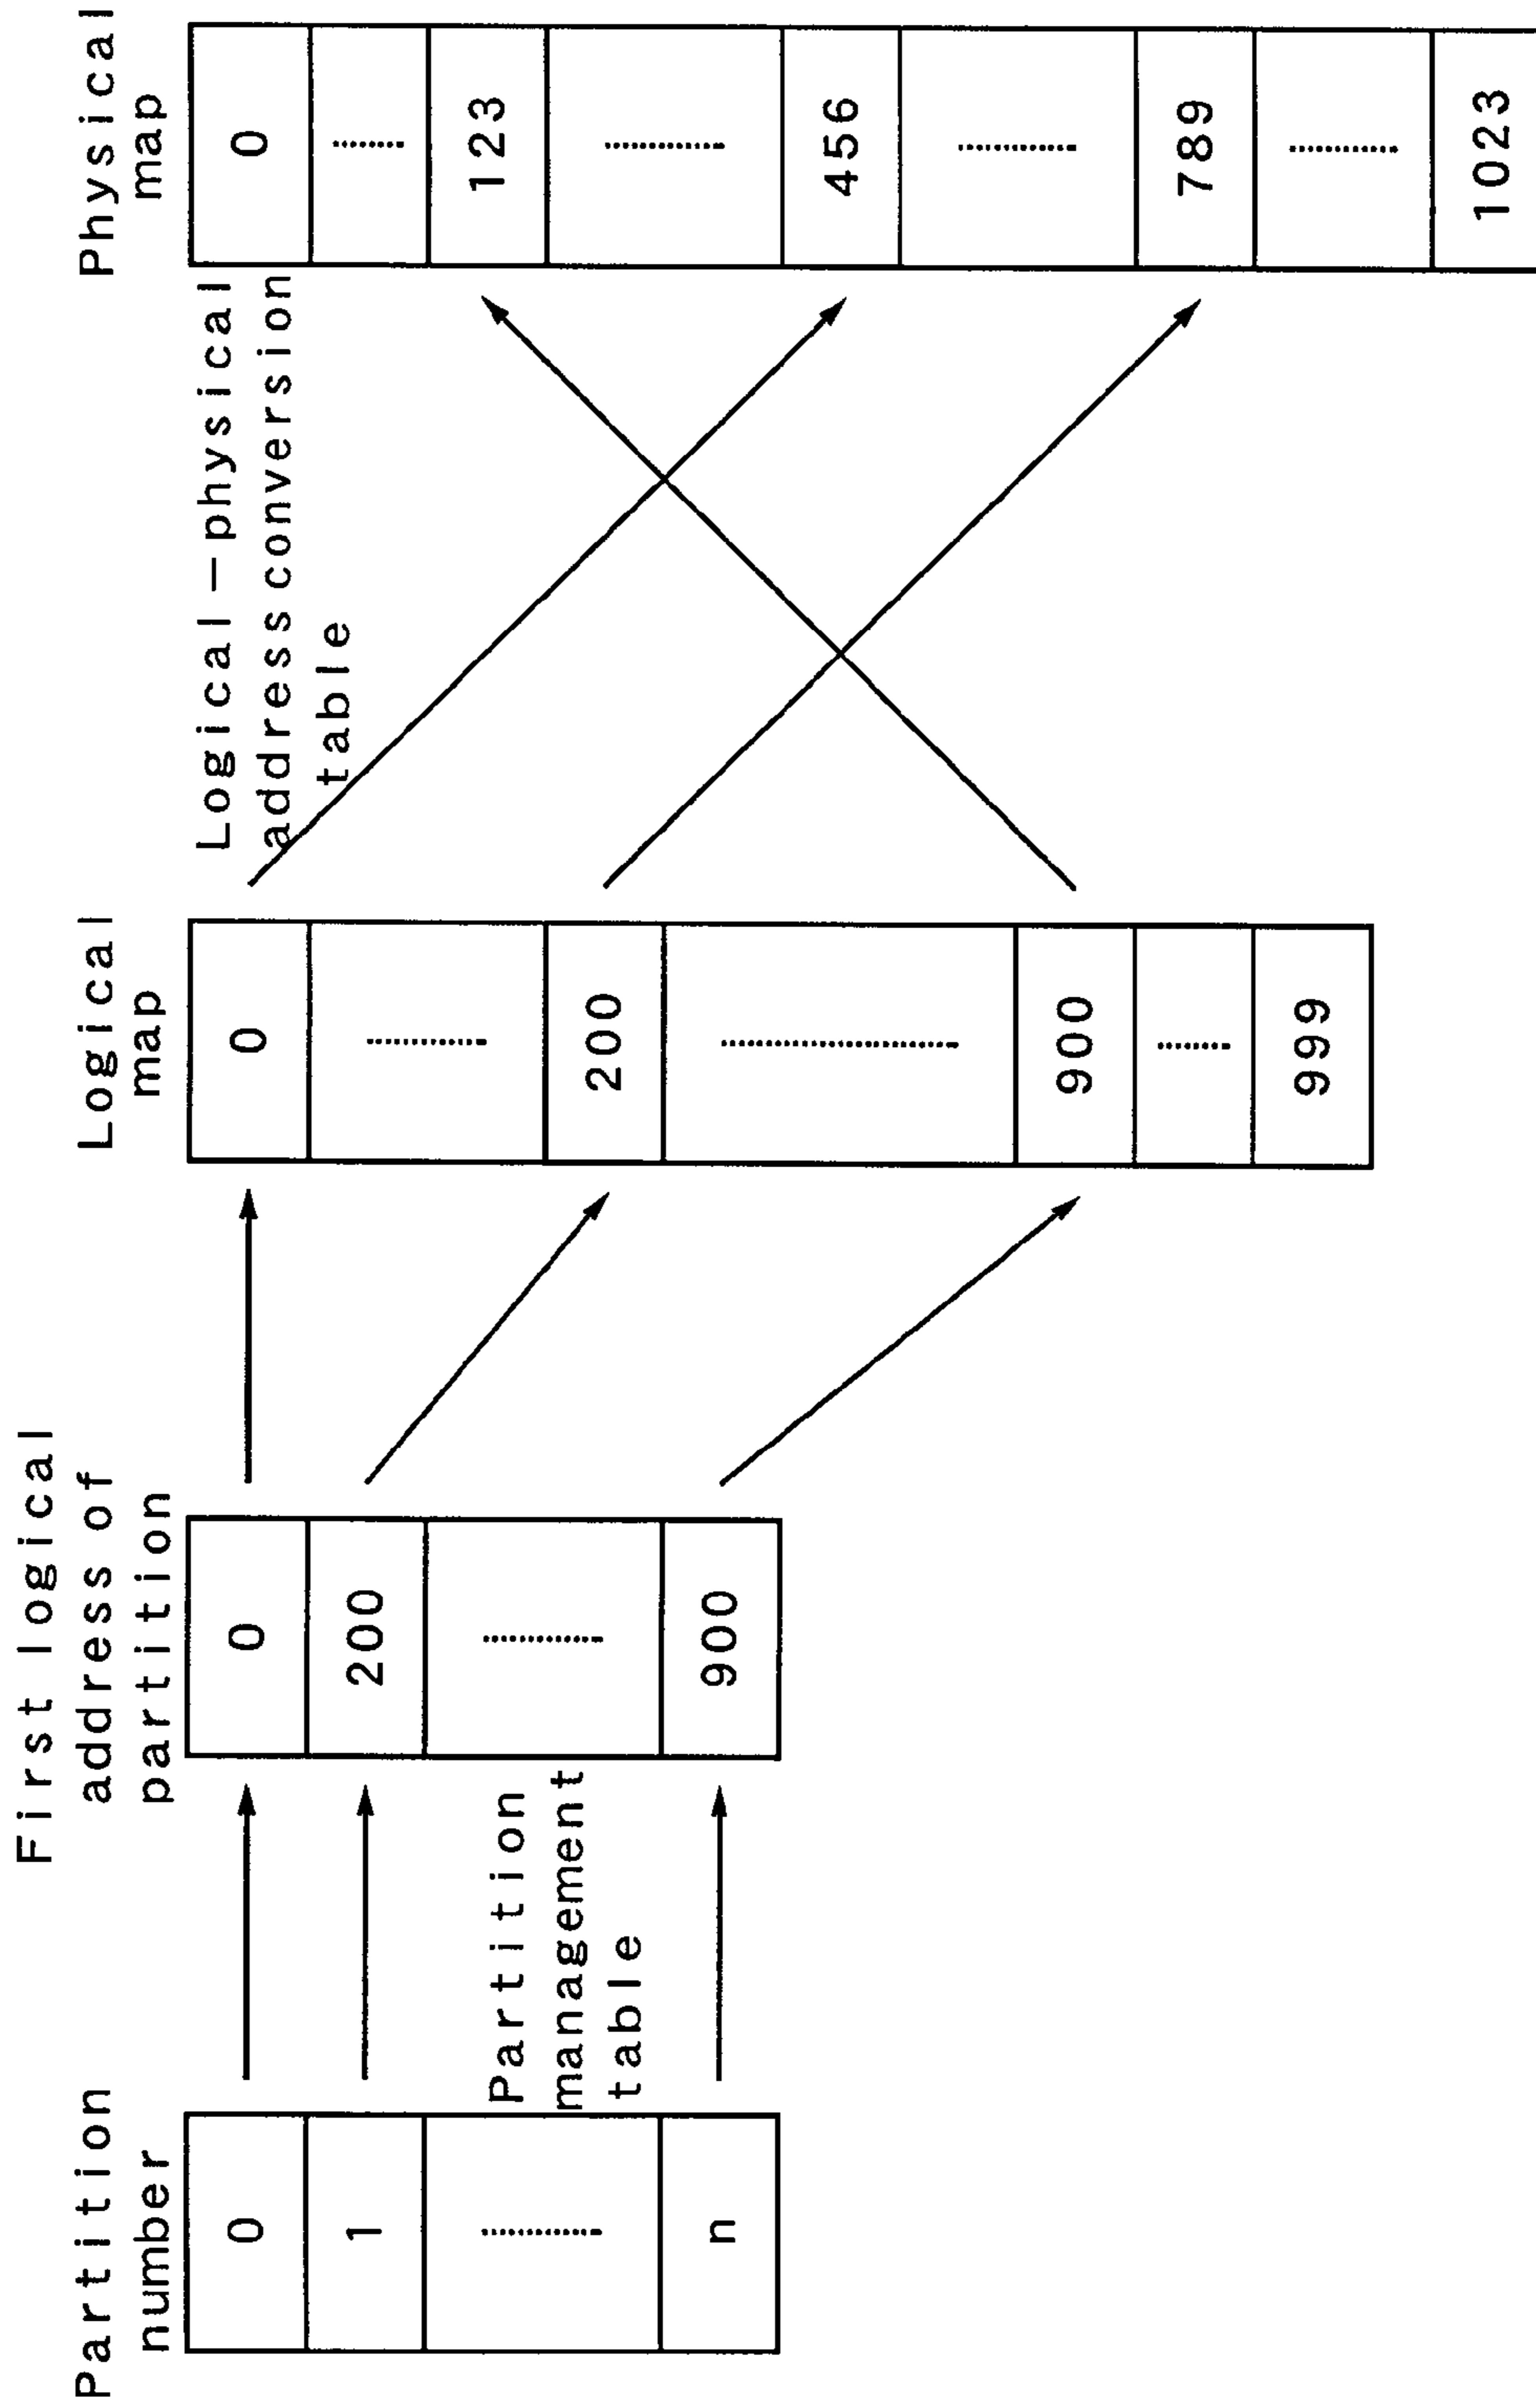 Partition
number
0
1
n
Partition
management
table
First logical
address of
partition
0
200
900
Logical
map
0
200
900
999
Logical-physical
address conversion
table
Physical
map
0
123
456
789
1023